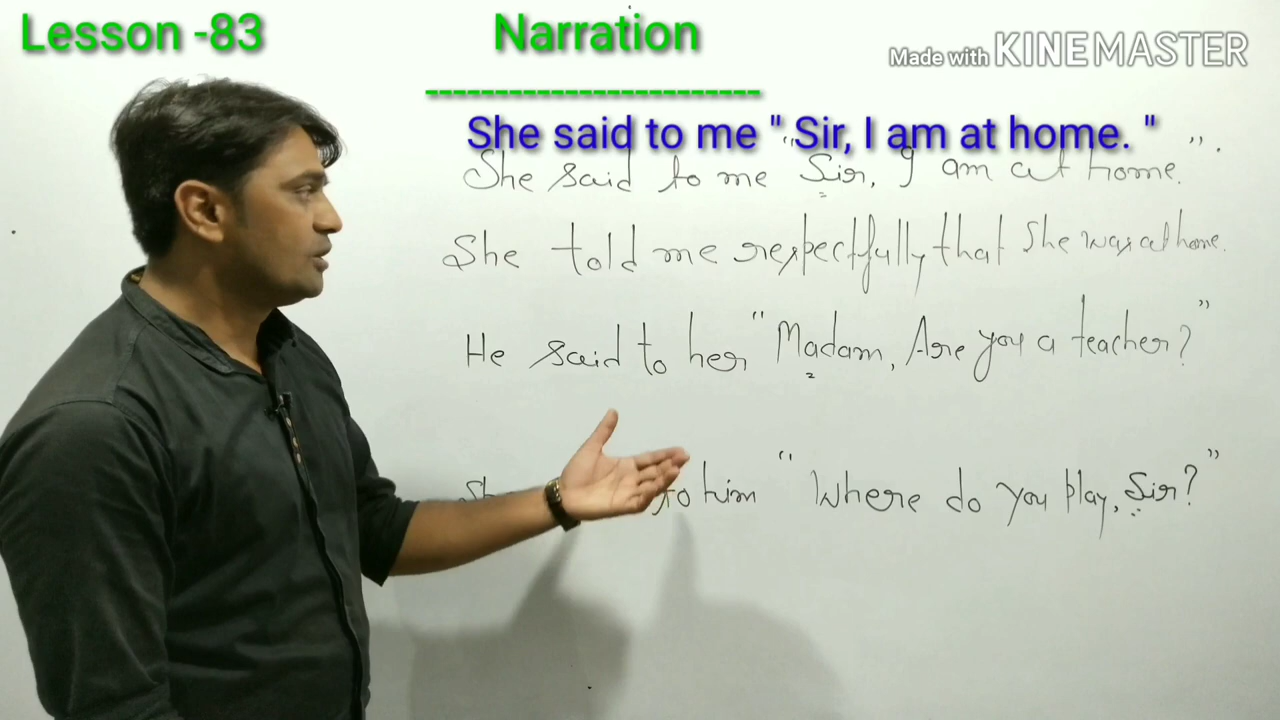 Lesson -83
Narration
Made with KINEMASTER
------------------------
She said to me " Sir, I am at home. "
She said to me "Sir, I am at home.".
She told me respectfully that She was at home.
He said to her "Madam, Are you a teacher?"
to him "Where do you play, Sir?"